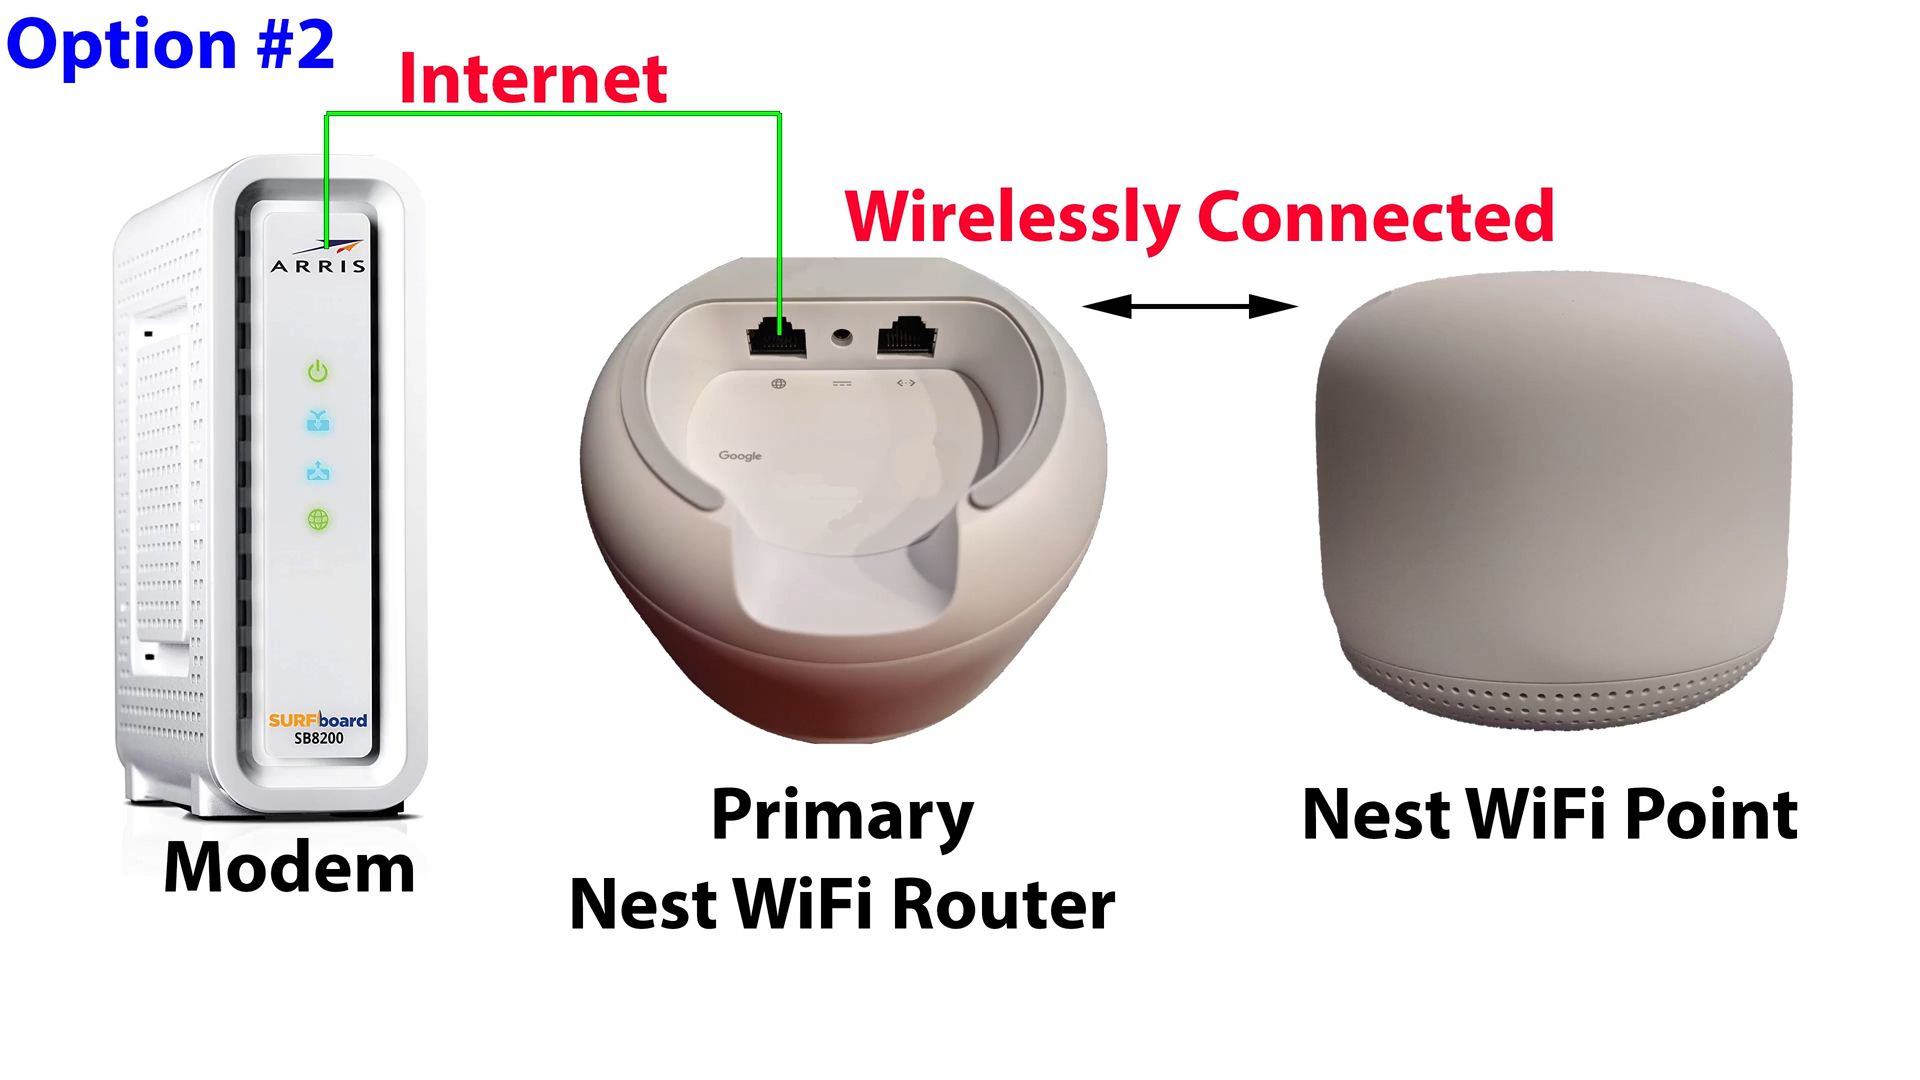 Option #2
Internet
Wirelessly Connected
ARRIS
Google
SURFboard
SB8200
Modem
Primary
Nest WiFi Router
Nest WiFi Point